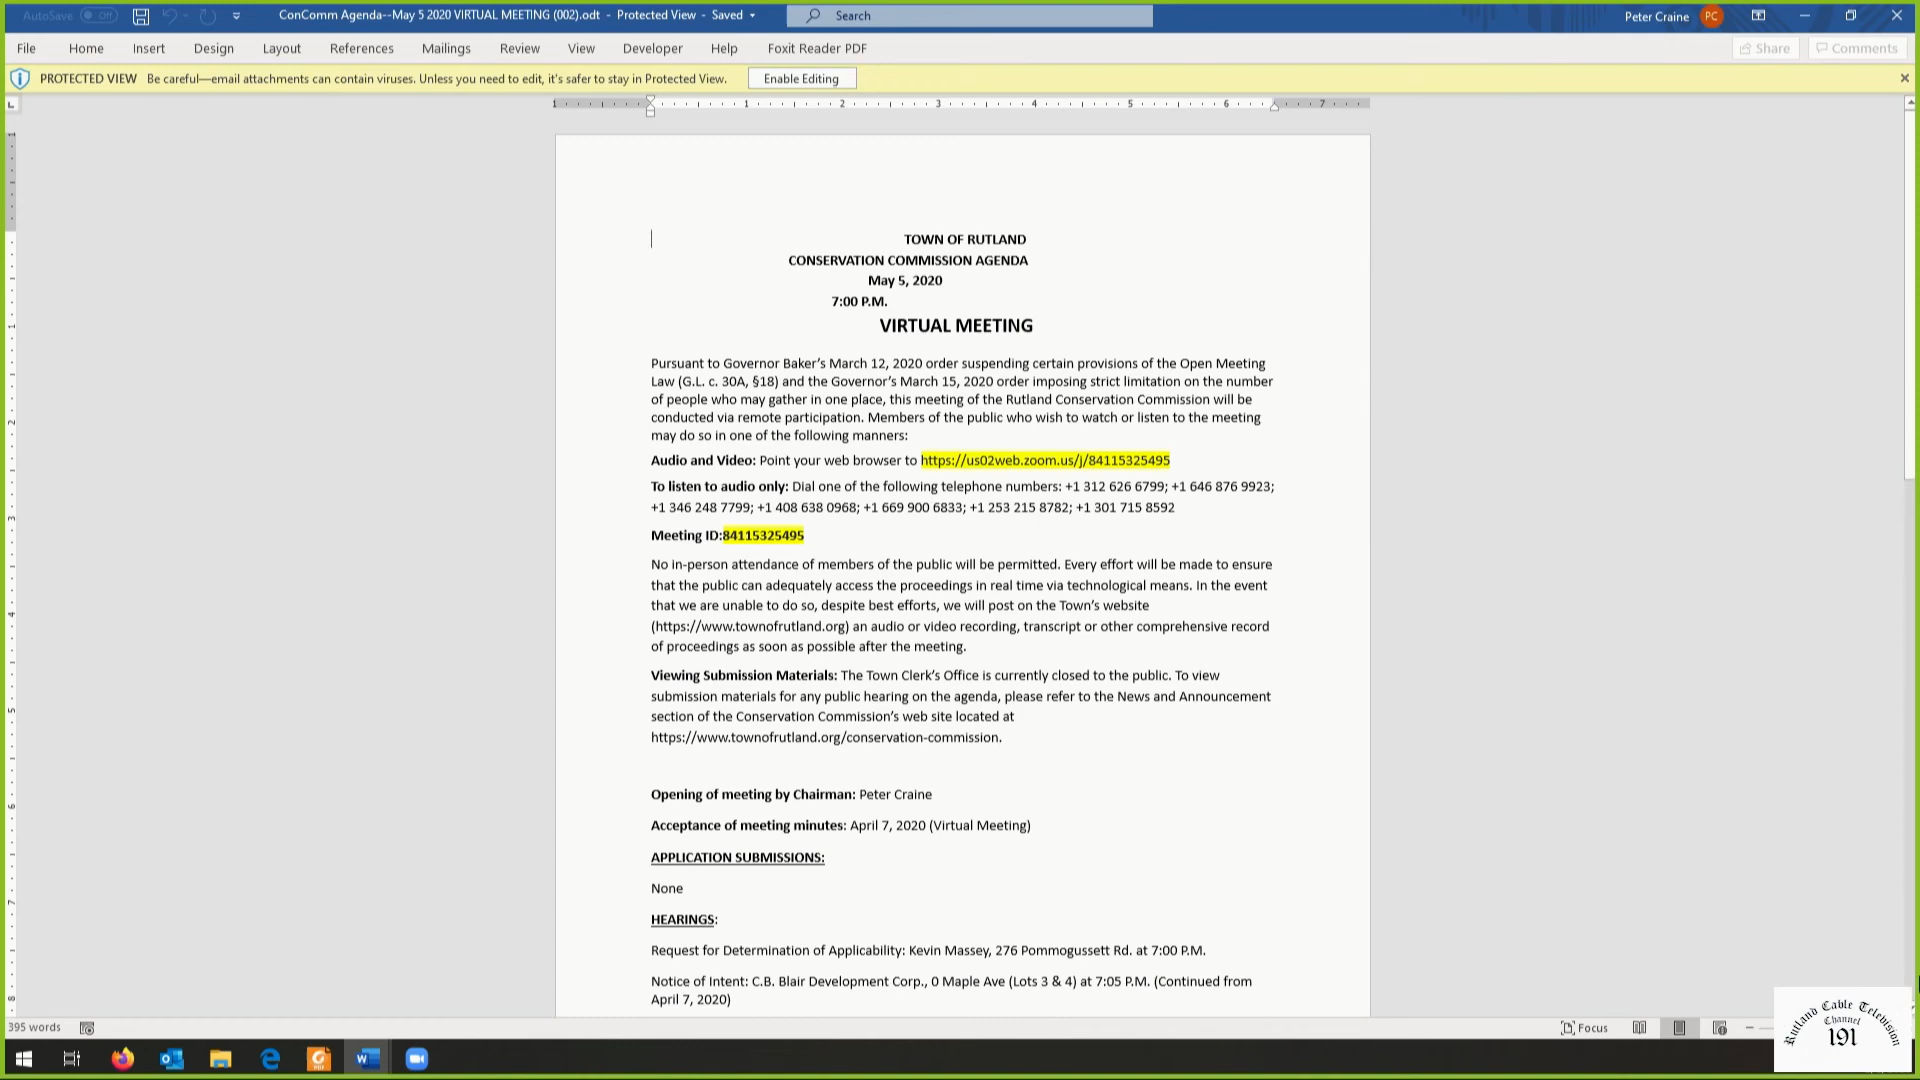 AutoSave Off ConComm Agenda--May 5 2020 VIRTUAL MEETING (002).odt - Protected View - Saved Search Peter Craine PC
File Home Insert Design Layout References Mailings Review View Developer Help Foxit Reader PDF Share Comments
PROTECTED VIEW Be careful—email attachments can contain viruses. Unless you need to edit, it's safer to stay in Protected View. Enable Editing
1 1 2 3 4 5 6 7
TOWN OF RUTLAND
CONSERVATION COMMISSION AGENDA
May 5, 2020
7:00 P.M.
VIRTUAL MEETING
Pursuant to Governor Baker's March 12, 2020 order suspending certain provisions of the Open Meeting
Law (G.L. c. 30A, §18) and the Governor's March 15, 2020 order imposing strict limitation on the number
of people who may gather in one place, this meeting of the Rutland Conservation Commission will be
conducted via remote participation. Members of the public who wish to watch or listen to the meeting
may do so in one of the following manners:
Audio and Video: Point your web browser to https://us02web.zoom.us/j/84115325495
To listen to audio only: Dial one of the following telephone numbers: +1 312 626 6799; +1 646 876 9923;
+1 346 248 7799; +1 408 638 0968; +1 669 900 6833; +1 253 215 8782; +1 301 715 8592
Meeting ID:84115325495
No in-person attendance of members of the public will be permitted. Every effort will be made to ensure
that the public can adequately access the proceedings in real time via technological means. In the event
that we are unable to do so, despite best efforts, we will post on the Town's website
(https://www.townofrutland.org) an audio or video recording, transcript or other comprehensive record
of proceedings as soon as possible after the meeting.
Viewing Submission Materials: The Town Clerk's Office is currently closed to the public. To view
submission materials for any public hearing on the agenda, please refer to the News and Announcement
section of the Conservation Commission's web site located at
https://www.townofrutland.org/conservation-commission.
Opening of meeting by Chairman: Peter Craine
Acceptance of meeting minutes: April 7, 2020 (Virtual Meeting)
APPLICATION SUBMISSIONS:
None
HEARINGS:
Request for Determination of Applicability: Kevin Massey, 276 Pommogussett Rd. at 7:00 P.M.
Notice of Intent: C.B. Blair Development Corp., 0 Maple Ave (Lots 3 & 4) at 7:05 P.M. (Continued from
April 7, 2020)
395 words Focus
Rutland Cable Television
Channel
191